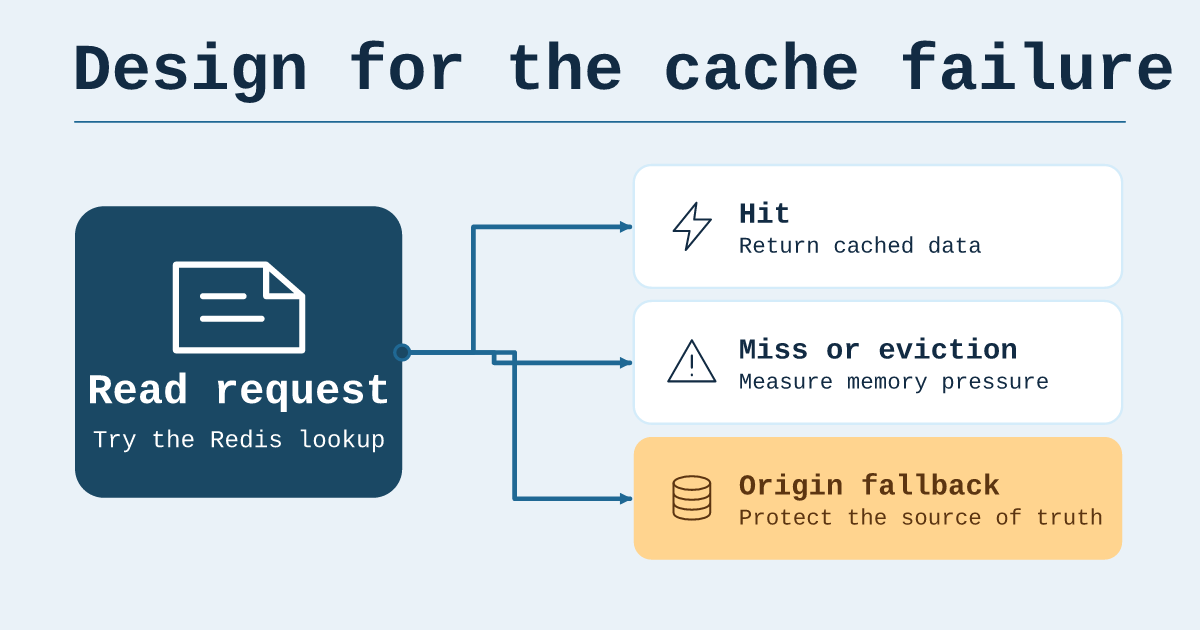 Design for the cache failure
Read request
Try the Redis lookup
Hit
Return cached data
Miss or eviction
Measure memory pressure
Origin fallback
Protect the source of truth